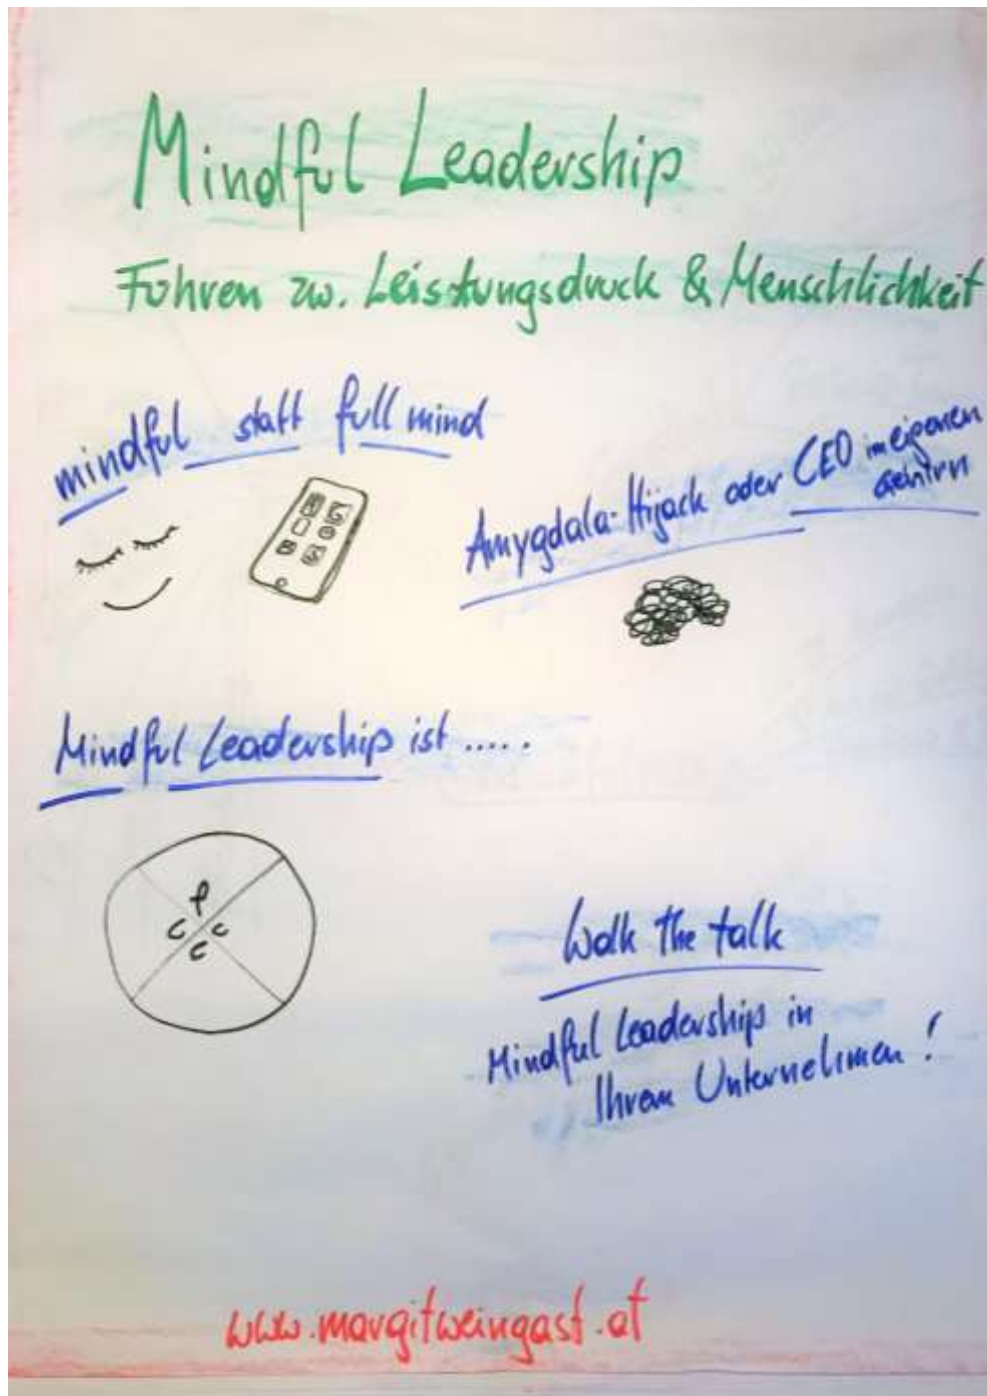 Mindful Leadership
Führen zw. Leistungsdruck & Menschlichkeit
mindful statt full mind
Amygdala-Hijack oder CEO im eigenen
Gehirn
Mindful Leadership ist .....
P
C C
C
Walk the talk
Mindful Leadership in
Ihrem Unternehmen!
www.margitweingast.at